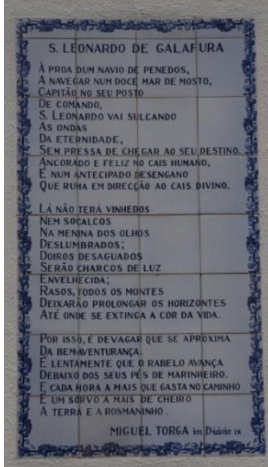 S. LEONARDO DE GALAFURA
À PROA DUM NAVIO DE PENEDOS,
A NAVEGAR NUM DOCE MAR DE MOSTO,
CAPITÃO NO SEU POSTO
DE COMANDO,
S. LEONARDO VAI SULCANDO
AS ONDAS
DA ETERNIDADE,
SEM PRESSA DE CHEGAR AO SEU DESTINO.
ANCORADO E FELIZ NO CAIS HUMANO,
É NUM ANTECIPADO DESENGANO
QUE RUMA EM DIRECÇÃO AO CAIS DIVINO.
LÁ NÃO TERÁ VINHEDOS
NEM SOCALCOS
NA MENINA DOS OLHOS
DESLUMBRADOS;
DOIROS DESAGUADOS
SERÃO CHARCOS DE LUZ
ENVELHECIDA;
RASOS, TODOS OS MONTES
DEIXARÃO PROLONGAR OS HORIZONTES
ATÉ ONDE SE EXTINGA A COR DA VIDA.
POR ISSO, É DEVAGAR QUE SE APROXIMA
DA BEM-AVENTURANÇA.
É LENTAMENTE QUE O RABELO AVANÇA
DEBAIXO DOS SEUS PÉS DE MARINHEIRO.
E CADA HORA A MAIS QUE GASTA NO CAMINHO
É UM SORVO A MAIS DE CHEIRO
A TERRA E A ROSMANINHO.
MIGUEL TORGA in Diário IX